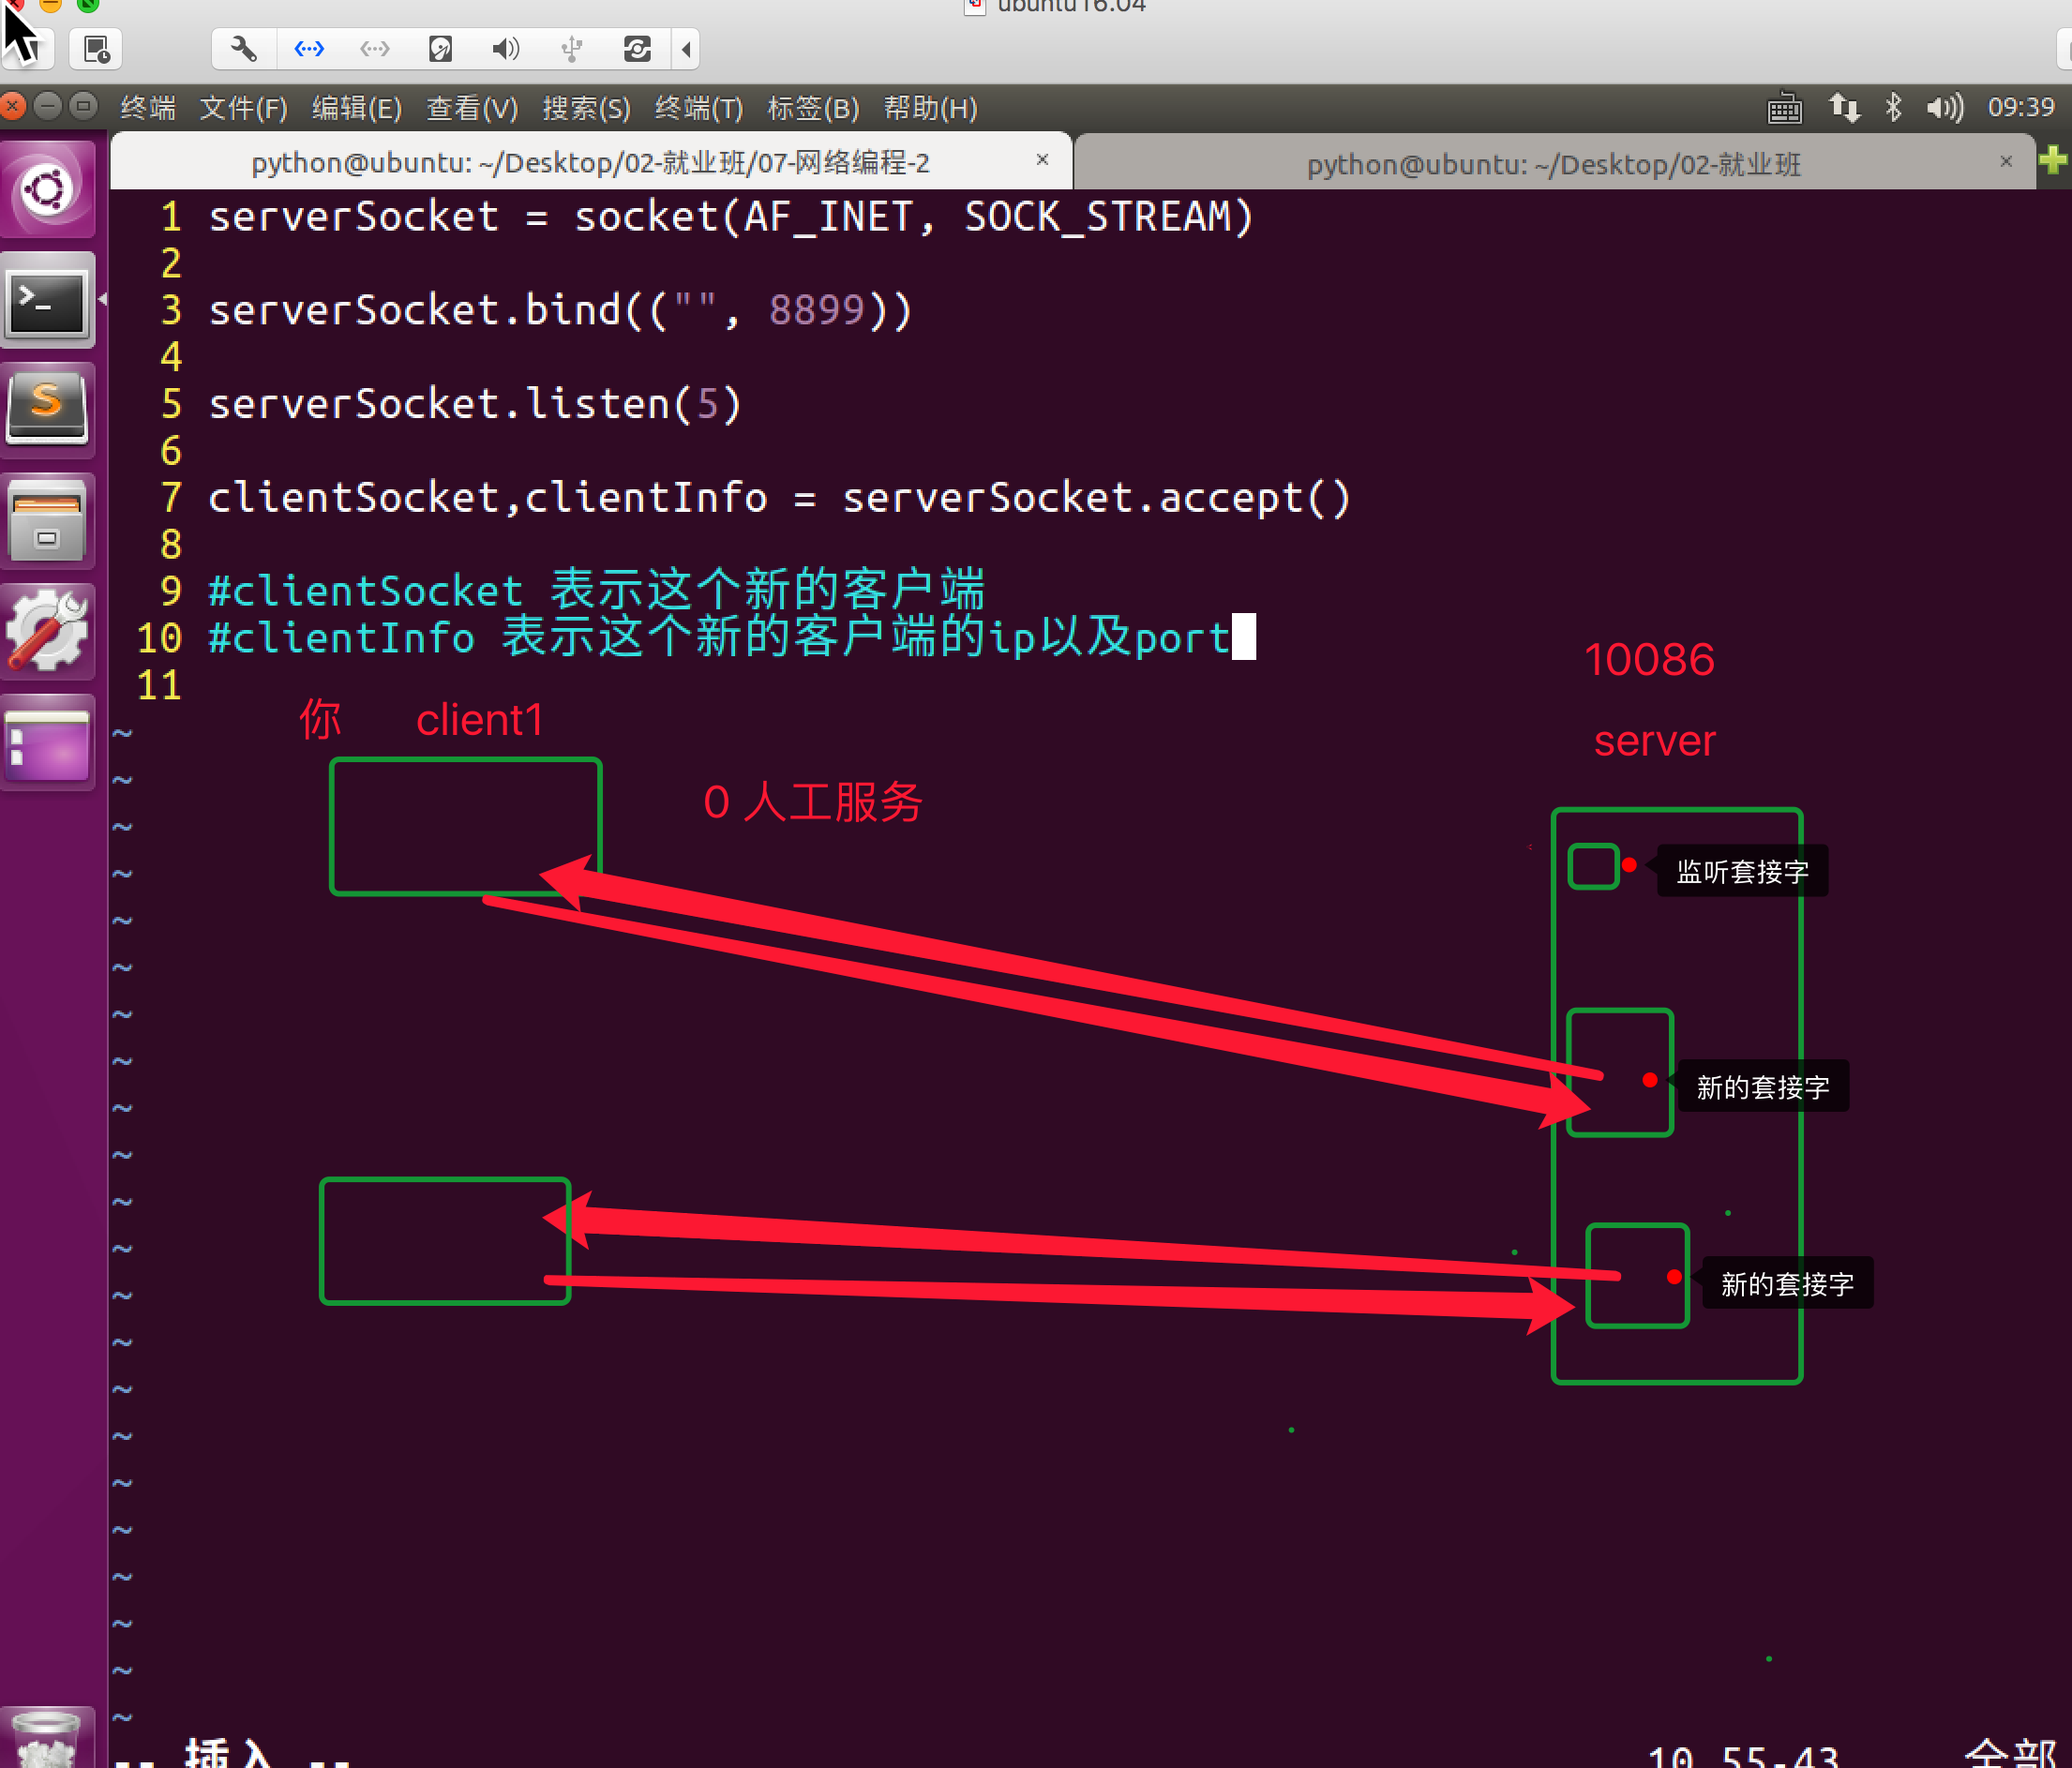 ubuntu16.04
终端 文件(F) 编辑(E) 查看(V) 搜索(S) 终端(T) 标签(B) 帮助(H) 09:39
python@ubuntu: ~/Desktop/02-就业班/07-网络编程-2 × python@ubuntu: ~/Desktop/02-就业班 ×
1 serverSocket = socket(AF_INET, SOCK_STREAM)
2
3 serverSocket.bind(("", 8899))
4
5 serverSocket.listen(5)
6
7 clientSocket,clientInfo = serverSocket.accept()
8
9 #clientSocket 表示这个新的客户端
10 #clientInfo 表示这个新的客户端的ip以及port
11
10086
你 client1
server
0 人工服务
监听套接字
新的套接字
新的套接字
-- 插入 -- 10,55-43 全部